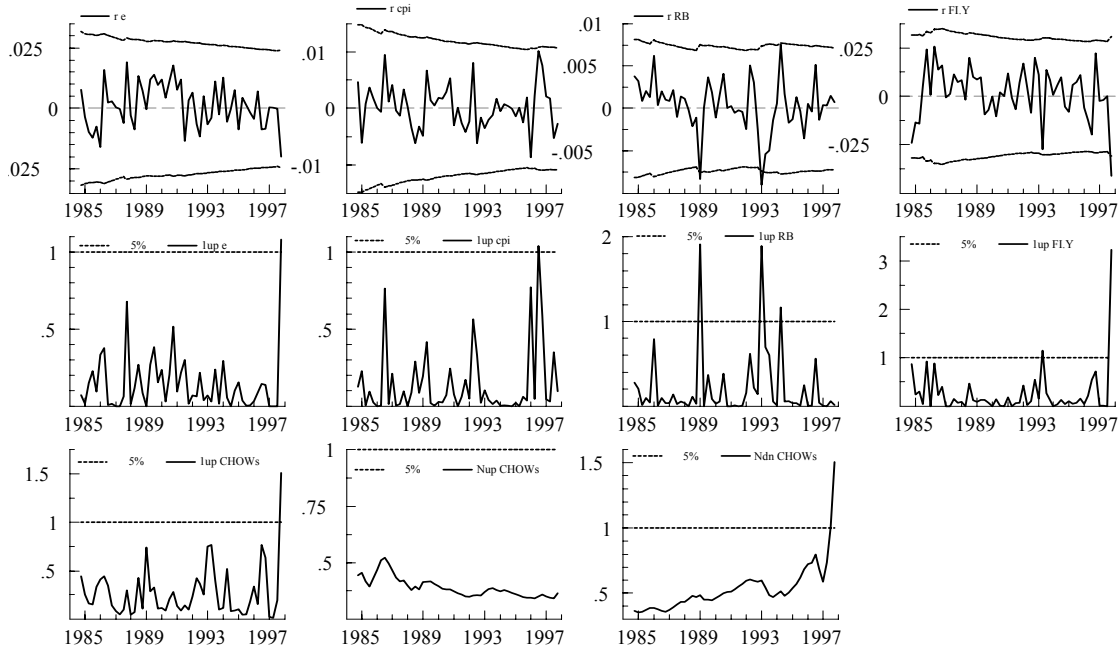 r e
.025
0
.025
1985 1989 1993 1997
r cpi
.01
0
-.01
1985 1989 1993 1997
r RB
.01
.005
0
-.005
1985 1989 1993 1997
r FLY
.025
0
-.025
1985 1989 1993 1997
5% 1up e
1
.5
1985 1989 1993 1997
5% 1up cpi
1
.5
1985 1989 1993 1997
5% 1up RB
2
1
1985 1989 1993 1997
5% 1up FLY
3
2
1
1985 1989 1993 1997
5% 1up CHOWs
1.5
1
.5
1985 1989 1993 1997
1
5% Nup CHOWs
.75
.5
1985 1989 1993 1997
5% Ndn CHOWs
1.5
1
.5
1985 1989 1993 1997